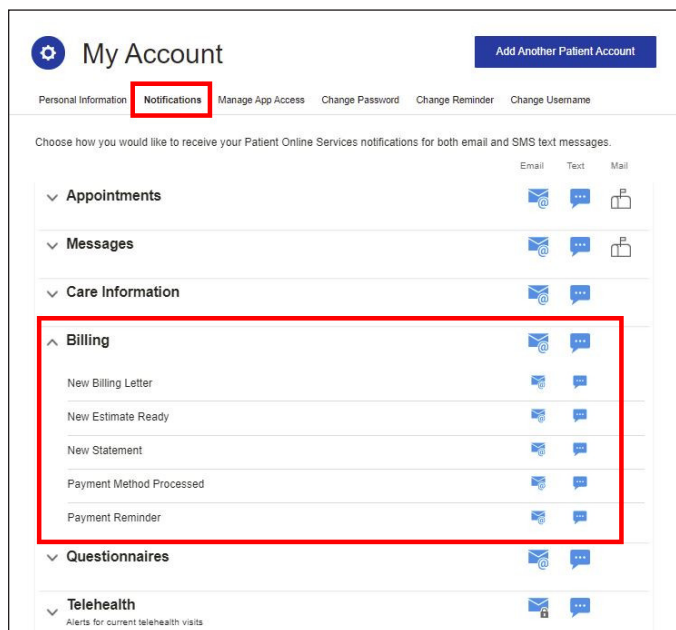 My Account
Add Another Patient Account
Personal Information Notifications Manage App Access Change Password Change Reminder Change Username
Choose how you would like to receive your Patient Online Services notifications for both email and SMS text messages.
Email Text Mail
Appointments
Messages
Care Information
Billing
New Billing Letter
New Estimate Ready
New Statement
Payment Method Processed
Payment Reminder
Questionnaires
Telehealth
Alerts for current telehealth visits